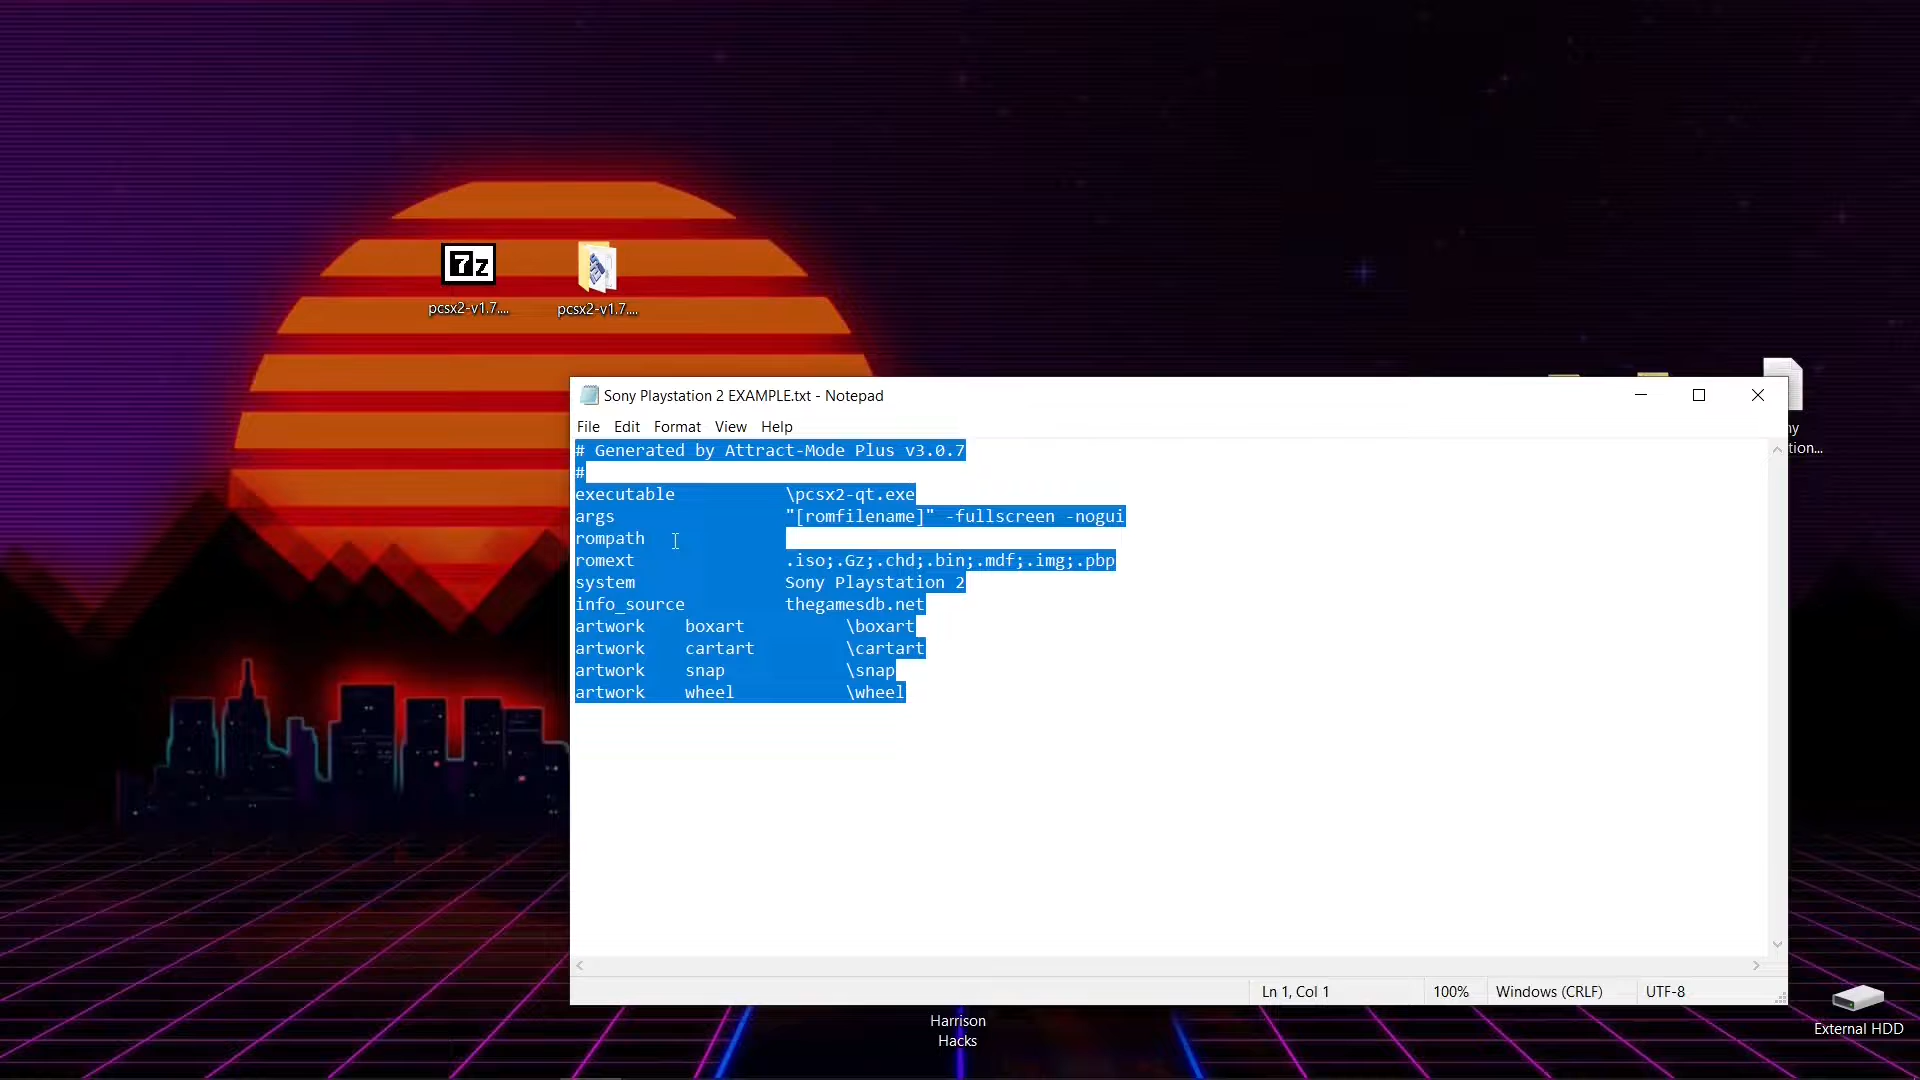 7z
pcsx2-v1.7....
pcsx2-v1.7....
Sony Playstation 2 EXAMPLE.txt - Notepad
File Edit Format View Help
# Generated by Attract-Mode Plus v3.0.7
#
executable \pcsx2-qt.exe
args "[romfilename]" -fullscreen -nogui
rompath
romext .iso;.Gz;.chd;.bin;.mdf;.img;.pbp
system Sony Playstation 2
info_source thegamesdb.net
artwork boxart \boxart
artwork cartart \cartart
artwork snap \snap
artwork wheel \wheel
Ln 1, Col 1 100% Windows (CRLF) UTF-8
Harrison
Hacks
External HDD